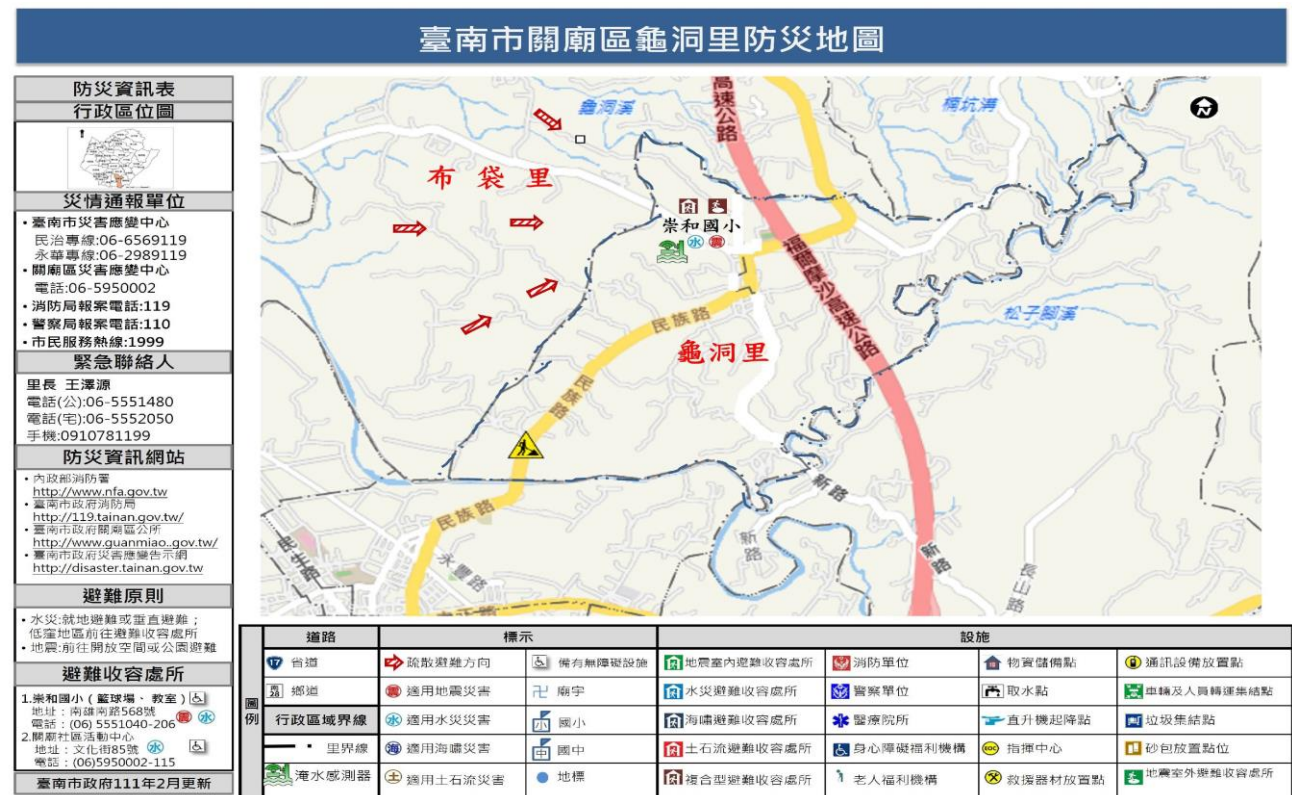 臺南市關廟區龜洞里防災地圖
防災資訊表
行政區位圖
災情通報單位
• 臺南市災害應變中心
民治專線:06-6569119
永華專線:06-2989119
• 關廟區災害應變中心
電話:06-5950002
• 消防局報案電話:119
• 警察局報案電話:110
• 市民服務熱線:1999
緊急聯絡人
里長 王澤源
電話(公):06-5551480
電話(宅):06-5552050
手機:0910781199
防災資訊網站
• 內政部消防署
http://www.nfa.gov.tw
• 臺南市政府消防局
http://119.tainan.gov.tw/
• 臺南市政府關廟區公所
http://www.guanmiao..gov.tw/
• 臺南市政府災害應變告示網
http://disaster.tainan.gov.tw
避難原則
• 水災:就地避難或垂直避難；
低窪地區前往避難收容處所
• 地震:前往開放空間或公園避難
避難收容處所
1.崇和國小 ( 籃球場、 教室 )
地址：南雄南路568號
電話：(06) 5551040-206 震 水
2.關廟社區活動中心
地址：文化街85號 水
電話：(06)5950002-115
臺南市政府111年2月更新
龜洞溪
高速公路
楠坑溝
布袋里
崇和國小
水 震
福爾摩沙高速公路
松子腳溪
民族路
龜洞里
民族路
民族路
新路
新路
新路
民生路
永豐路
中正路
長山路
圖例
道路 標示 設施
17 省道 疏散避難方向 備有無障礙設施 地震室內避難收容處所 消防單位 物資儲備點 通訊設備放置點
鄉道 震 適用地震災害 卍 廟宇 水災避難收容處所 警察單位 取水點 車輛及人員轉運集結點
行政區域界線 水 適用水災災害 小 國小 海嘯避難收容處所 醫療院所 直升機起降點 垃圾集結點
里界線 海 適用海嘯災害 中 國中 土石流避難收容處所 身心障礙福利機構 EOC 指揮中心 砂包放置點位
淹水感測器 土 適用土石流災害 地標 複合型避難收容處所 老人福利機構 救援器材放置點 地震室外避難收容處所